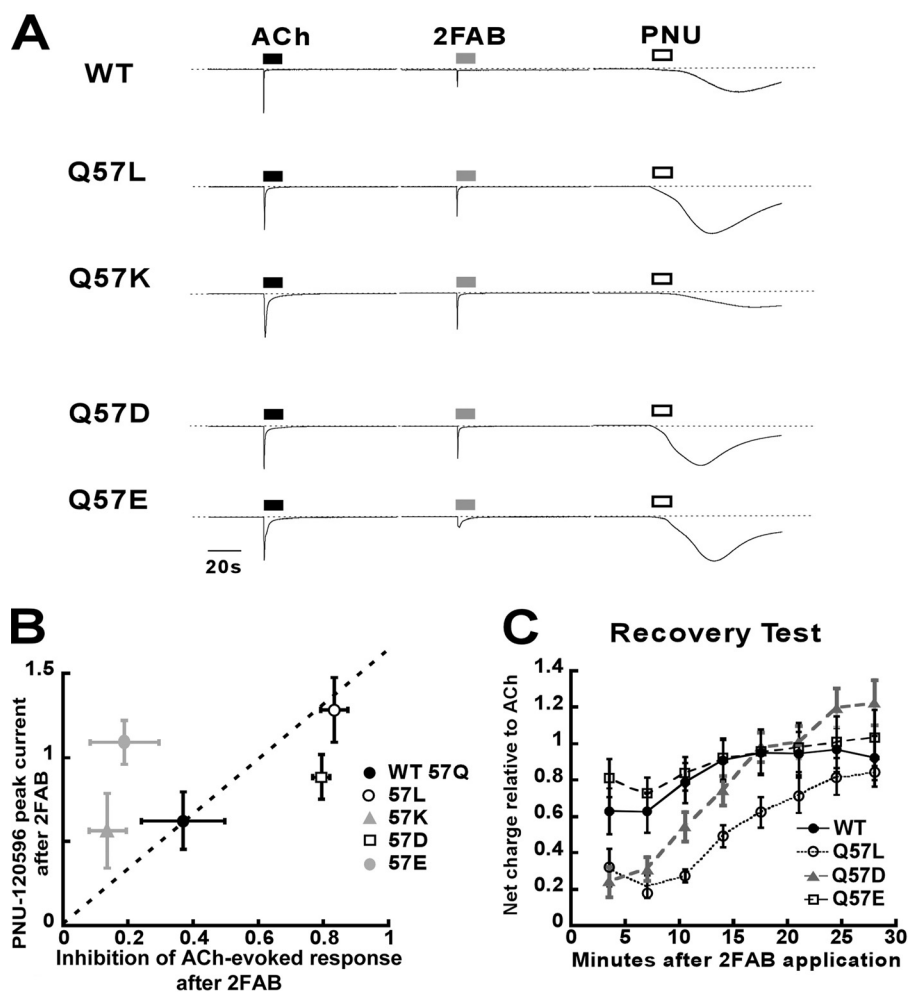 A
ACh
2FAB
PNU
WT
Q57L
Q57K
Q57D
Q57E
20s
B
PNU-120596 peak current
after 2FAB
1.5
1
0
0
0.2
0.4
0.6
0.8
1
Inhibition of ACh-evoked response
after 2FAB
WT 57Q
57L
57K
57D
57E
C
Recovery Test
Net charge relative to ACh
1.4
1.2
1
0.8
0.6
0.4
0.2
0
0
5
10
15
20
25
30
Minutes after 2FAB application
WT
Q57L
Q57D
Q57E